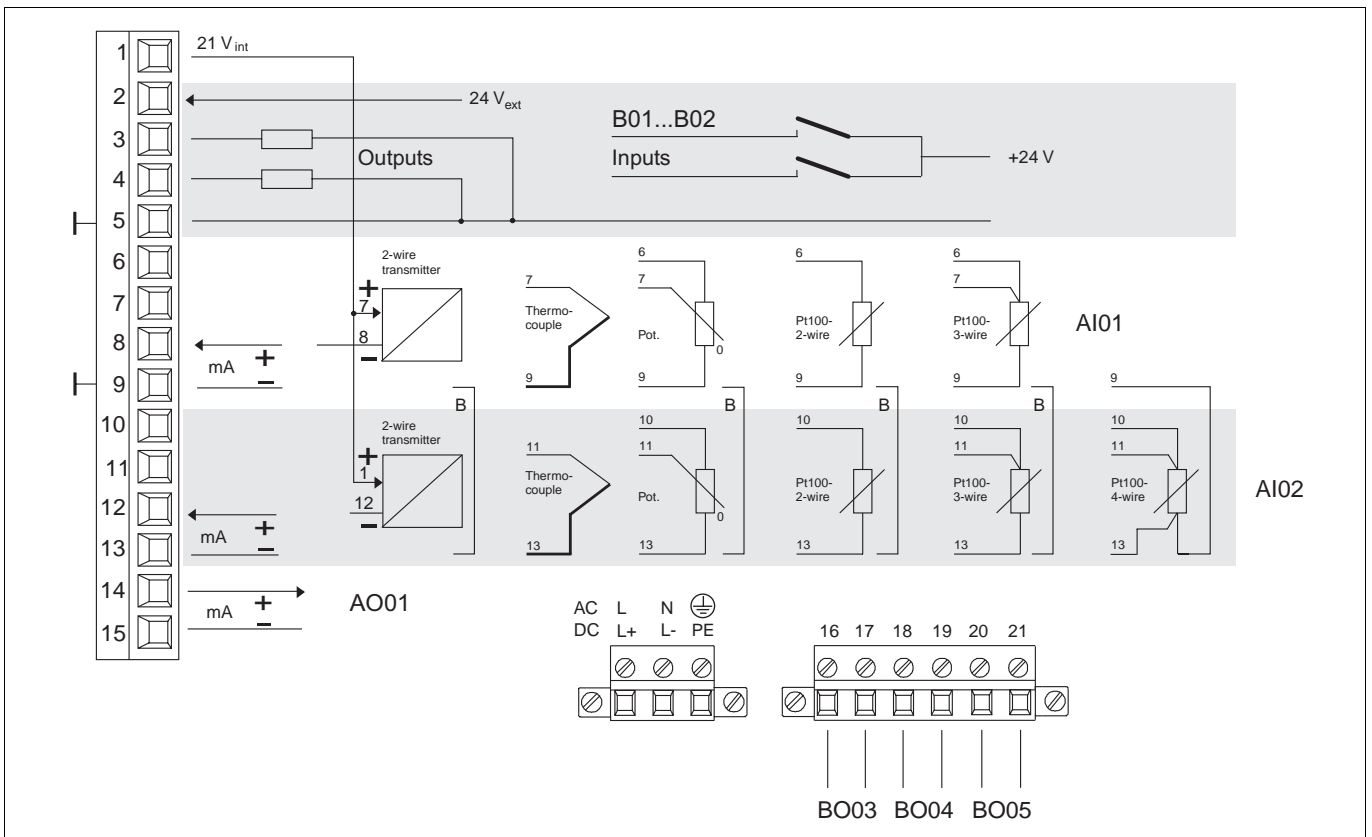 1 21 V int
2 24 V ext
3 B01...B02
Outputs Inputs +24 V
4
5
6
7
8
9
10
11
12
13
14
15
2-wire
transmitter
+
7
8
−
mA
+
−
7
Thermo-
couple
9
6
7
Pot.
0
9
6
Pt100-
2-wire
9
6
7
Pt100-
3-wire
9
AI01
9
B
B
B
B
2-wire
transmitter
+
1
12
−
mA
+
−
11
Thermo-
couple
13
10
11
Pot.
0
13
10
Pt100-
2-wire
13
10
11
Pt100-
3-wire
13
10
11
Pt100-
4-wire
13
AI02
mA
+
−
AO01
AC L N
DC L+ L- PE
16 17 18 19 20 21
BO03 BO04 BO05